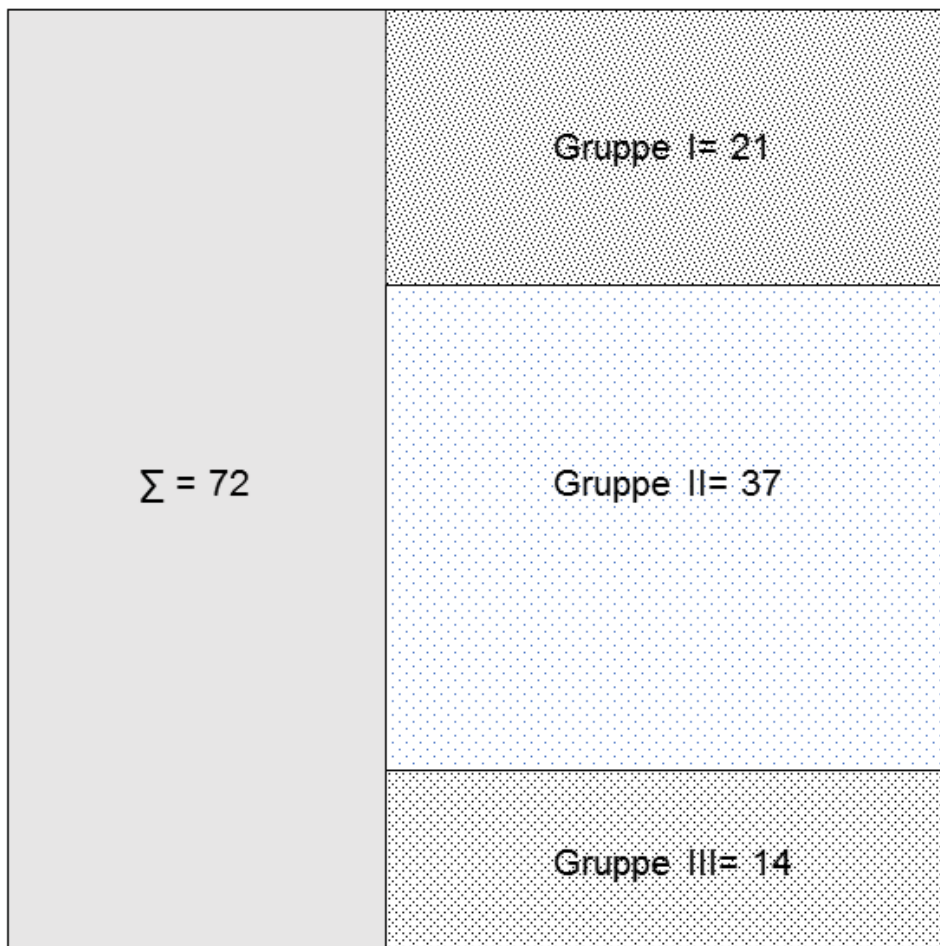 Gruppe I= 21
∑ = 72
Gruppe II= 37
Gruppe III= 14